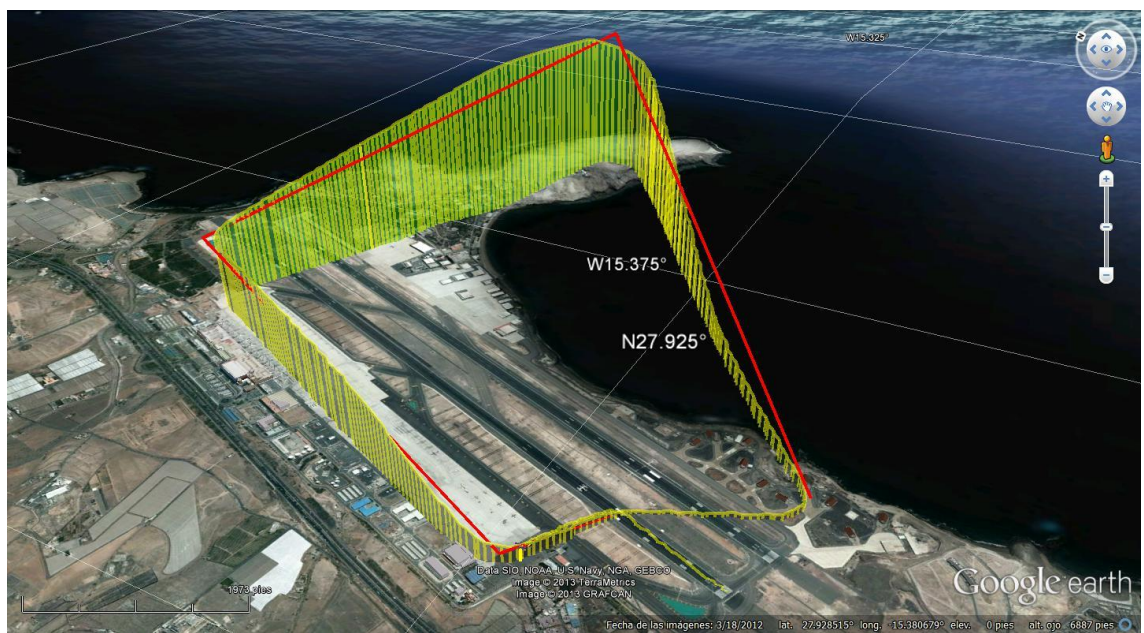 W15.325°
W15.375°
N27.925°
Data SIO, NOAA, U.S. Navy, NGA, GEBCO
Image © 2013 TerraMetrics
Image © 2013 GRAFCAN
1973 pies
Google earth
Fecha de las imágenes: 3/18/2012 lat. 27.928515° long. -15.380679° elev. 0 pies alt. ojo 6887 pies